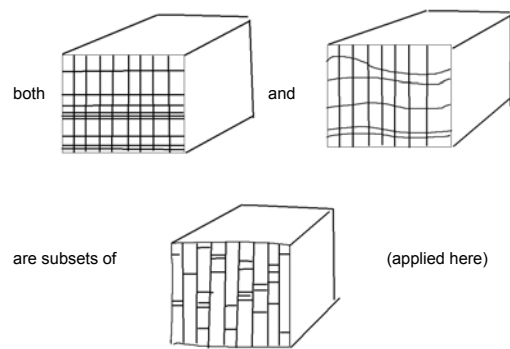 both and
are subsets of (applied here)